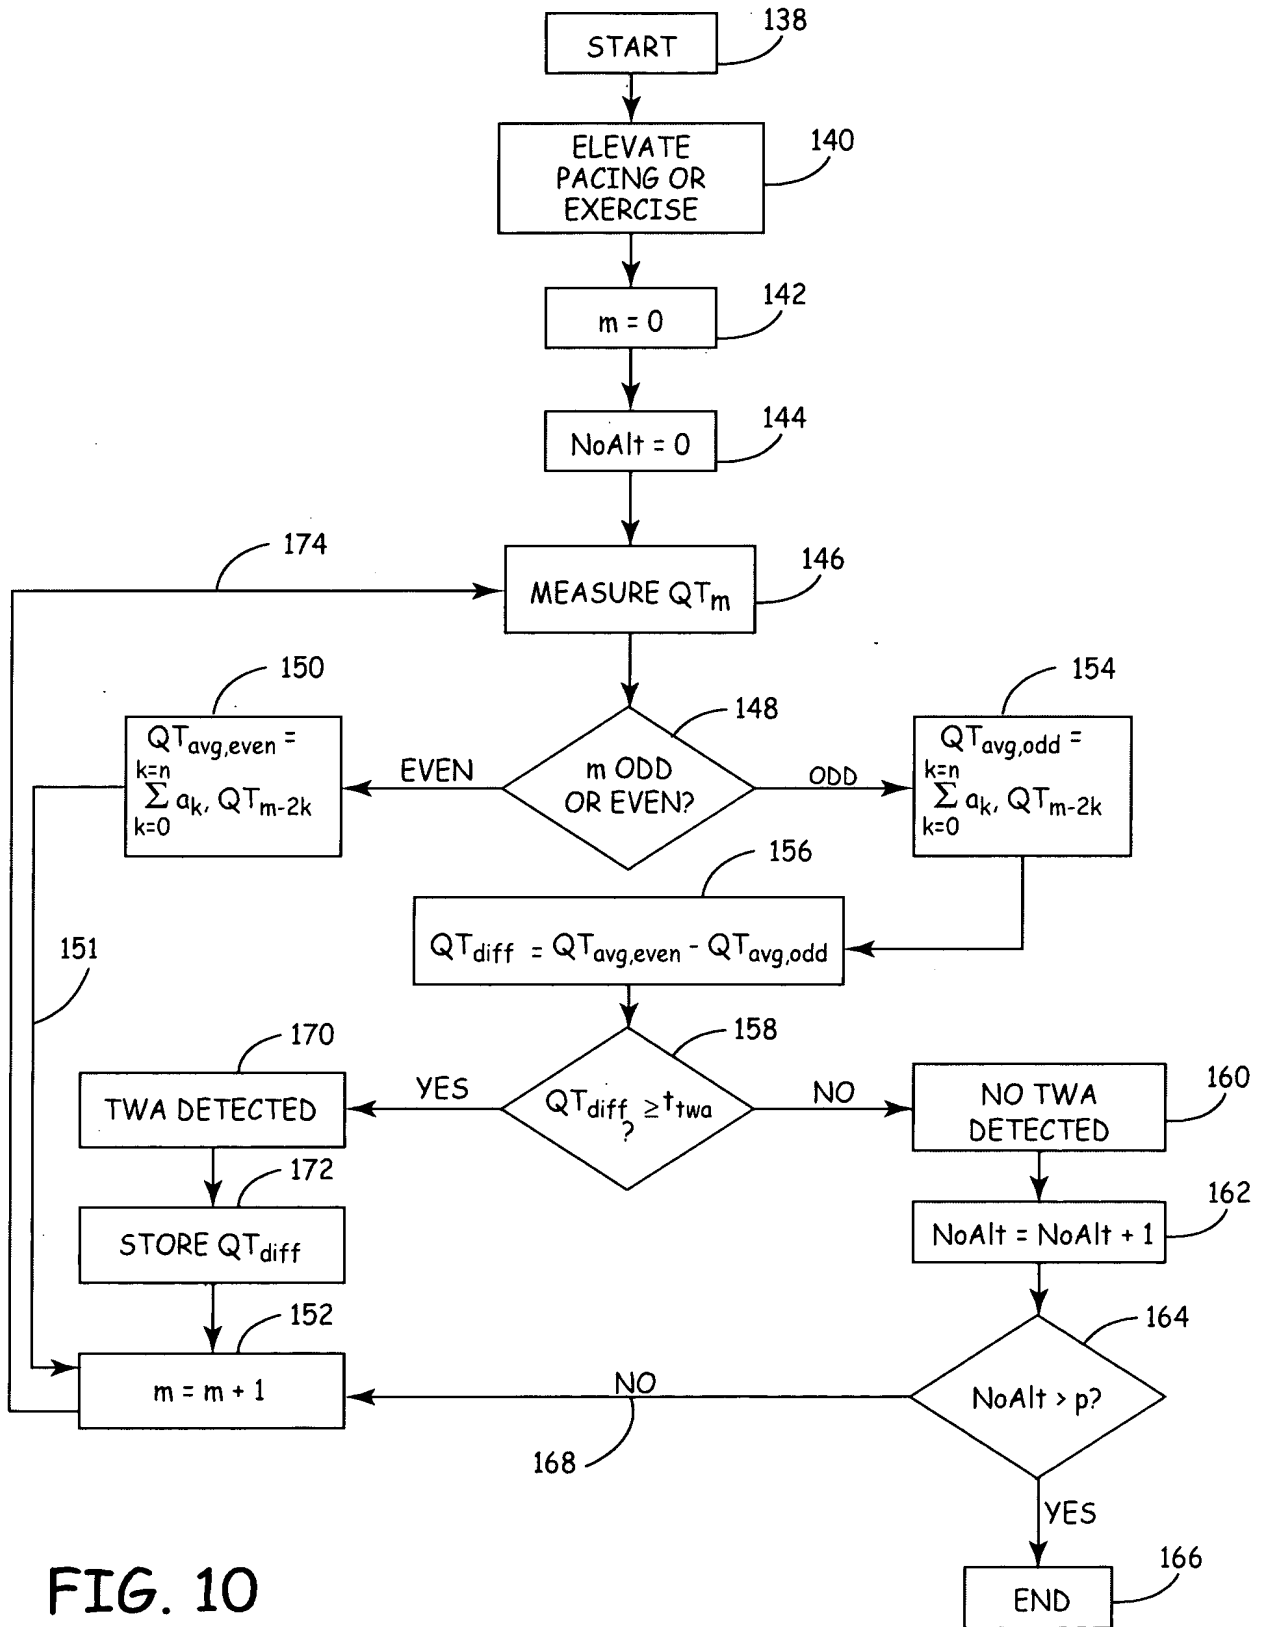 138
START
140
ELEVATE
PACING OR
EXERCISE
142
m = 0
144
NoAlt = 0
174
146
MEASURE QTm
150
148
154
QTavg,even =
k=n
Σ ak, QTm-2k
k=0
EVEN
m ODD
OR EVEN?
ODD
QTavg,odd =
k=n
Σ ak, QTm-2k
k=0
156
QTdiff = QTavg,even - QTavg,odd
151
170
158
TWA DETECTED
YES
QTdiff ≥ ttwa
?
NO
NO TWA
DETECTED
160
172
STORE QTdiff
162
NoAlt = NoAlt + 1
152
m = m + 1
164
NO
NoAlt > p?
168
YES
166
END
FIG. 10